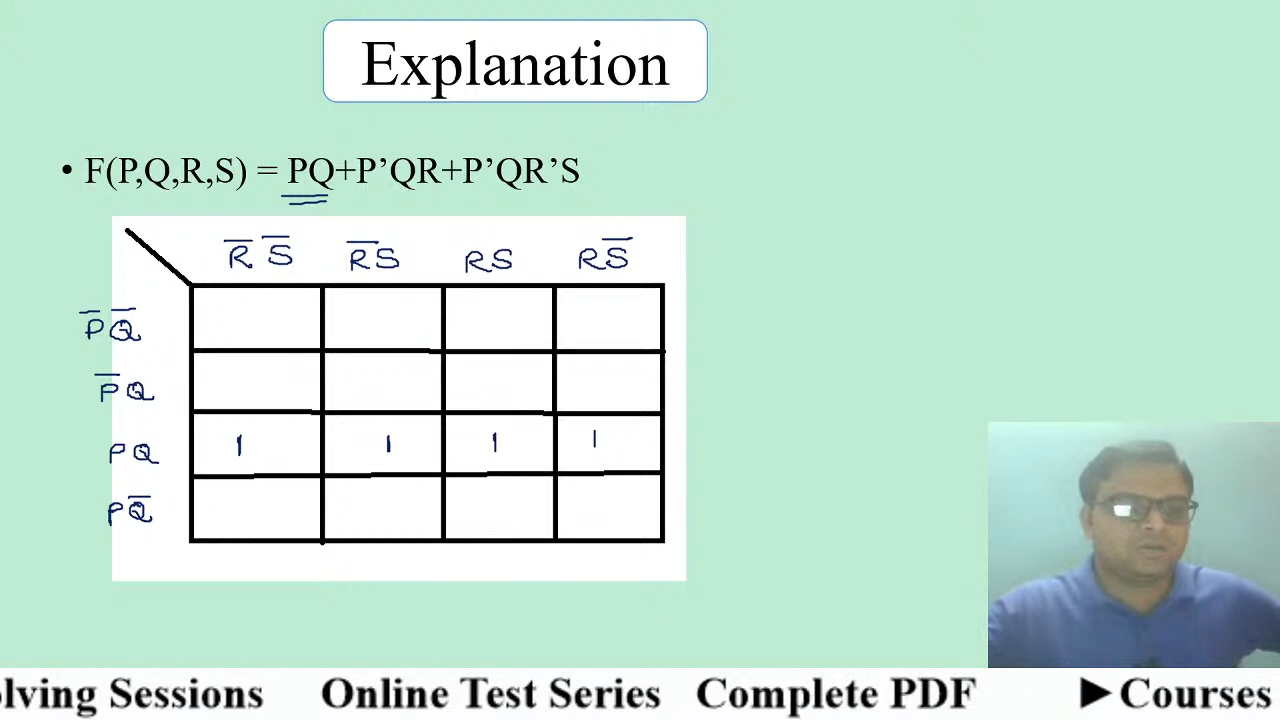 Explanation
• F(P,Q,R,S) = PQ+P’QR+P’QR’S
R̅ S̅ R̅S RS RS̅
P̅Q̅
P̅Q
PQ 1 1 1 1
PQ̅
olving Sessions Online Test Series Complete PDF ►Courses